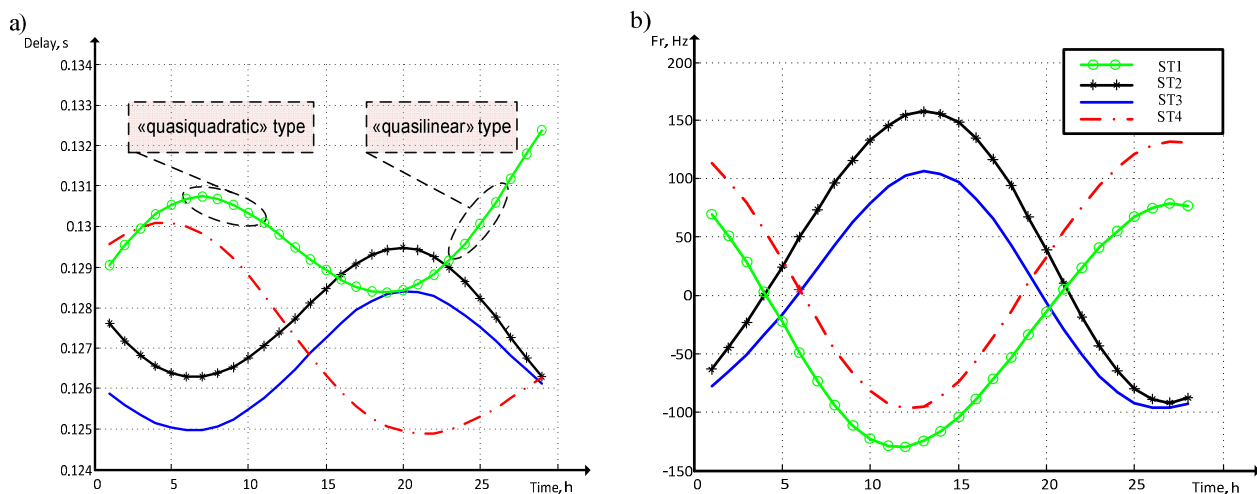 a)
Delay, s
0.134
0.133
0.132
0.131
0.13
0.129
0.128
0.127
0.126
0.125
0.124
«quasiquadratic» type
«quasilinear» type
0
5
10
15
20
25
Time, h
b)
Fr, Hz
200
150
100
50
0
-50
-100
-150
ST1
ST2
ST3
ST4
0
5
10
15
20
25
Time, h